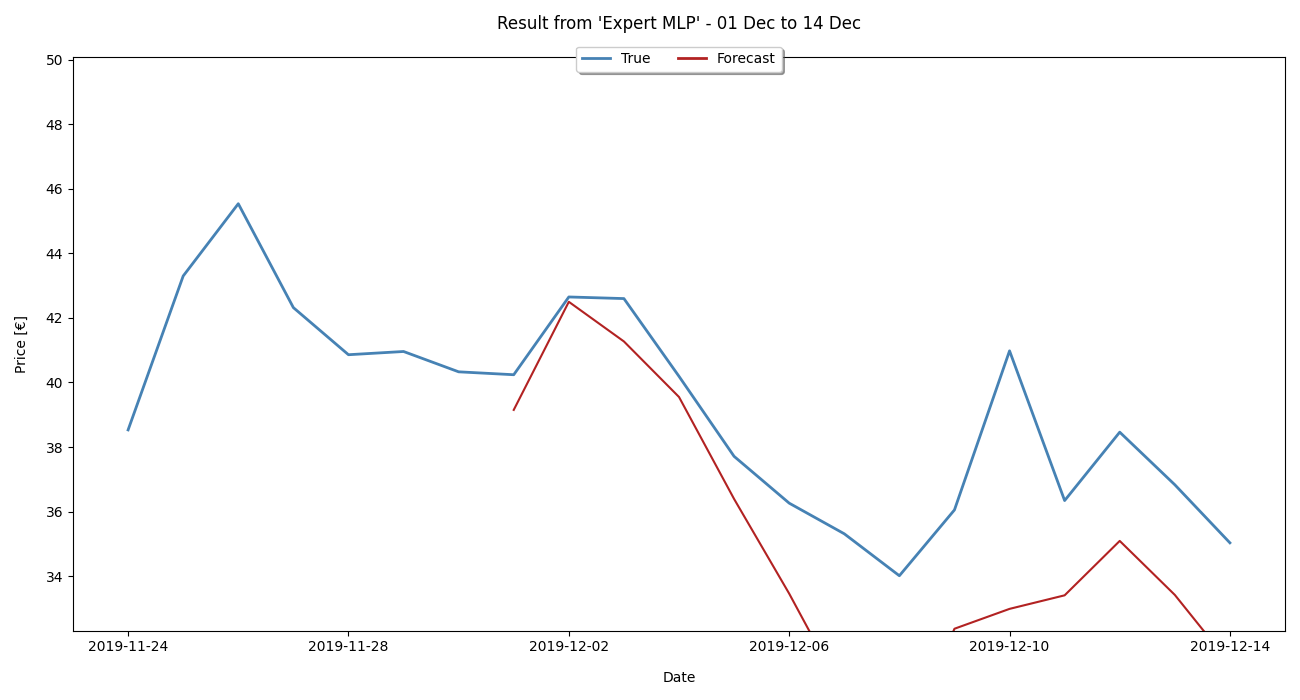 Result from 'Expert MLP' - 01 Dec to 14 Dec
True Forecast
50
48
46
44
42
40
38
36
34
Price [€]
2019-11-24 2019-11-28 2019-12-02 2019-12-06 2019-12-10 2019-12-14
Date